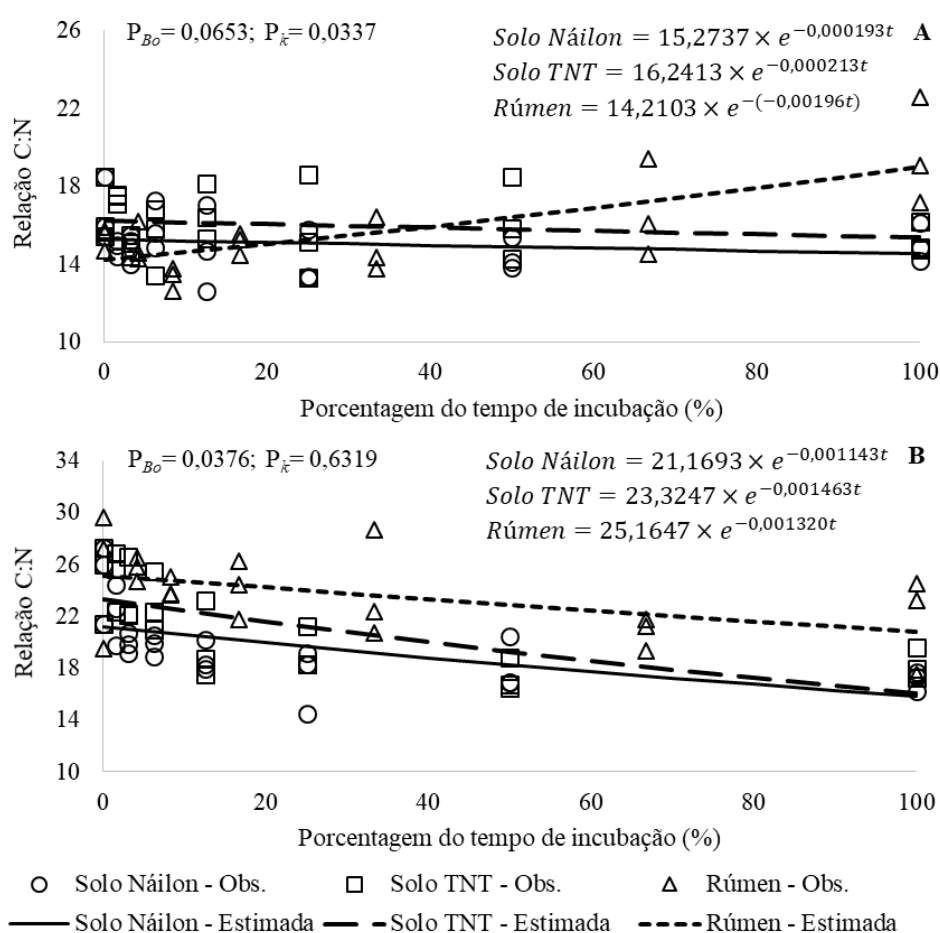 26
22
18
14
10
Relação C:N
P_Bo= 0,0653; P_k= 0,0337
Solo Náilon = 15,2737 × e^−0,000193t
Solo TNT = 16,2413 × e^−0,000213t
Rúmen = 14,2103 × e^−(−0,00196t)
A
0 20 40 60 80 100
Porcentagem do tempo de incubação (%)
34
30
26
22
18
14
10
Relação C:N
P_Bo= 0,0376; P_k= 0,6319
Solo Náilon = 21,1693 × e^−0,001143t
Solo TNT = 23,3247 × e^−0,001463t
Rúmen = 25,1647 × e^−0,001320t
B
0 20 40 60 80 100
Porcentagem do tempo de incubação (%)
Solo Náilon - Obs. Solo TNT - Obs. Rúmen - Obs.
Solo Náilon - Estimada Solo TNT - Estimada Rúmen - Estimada